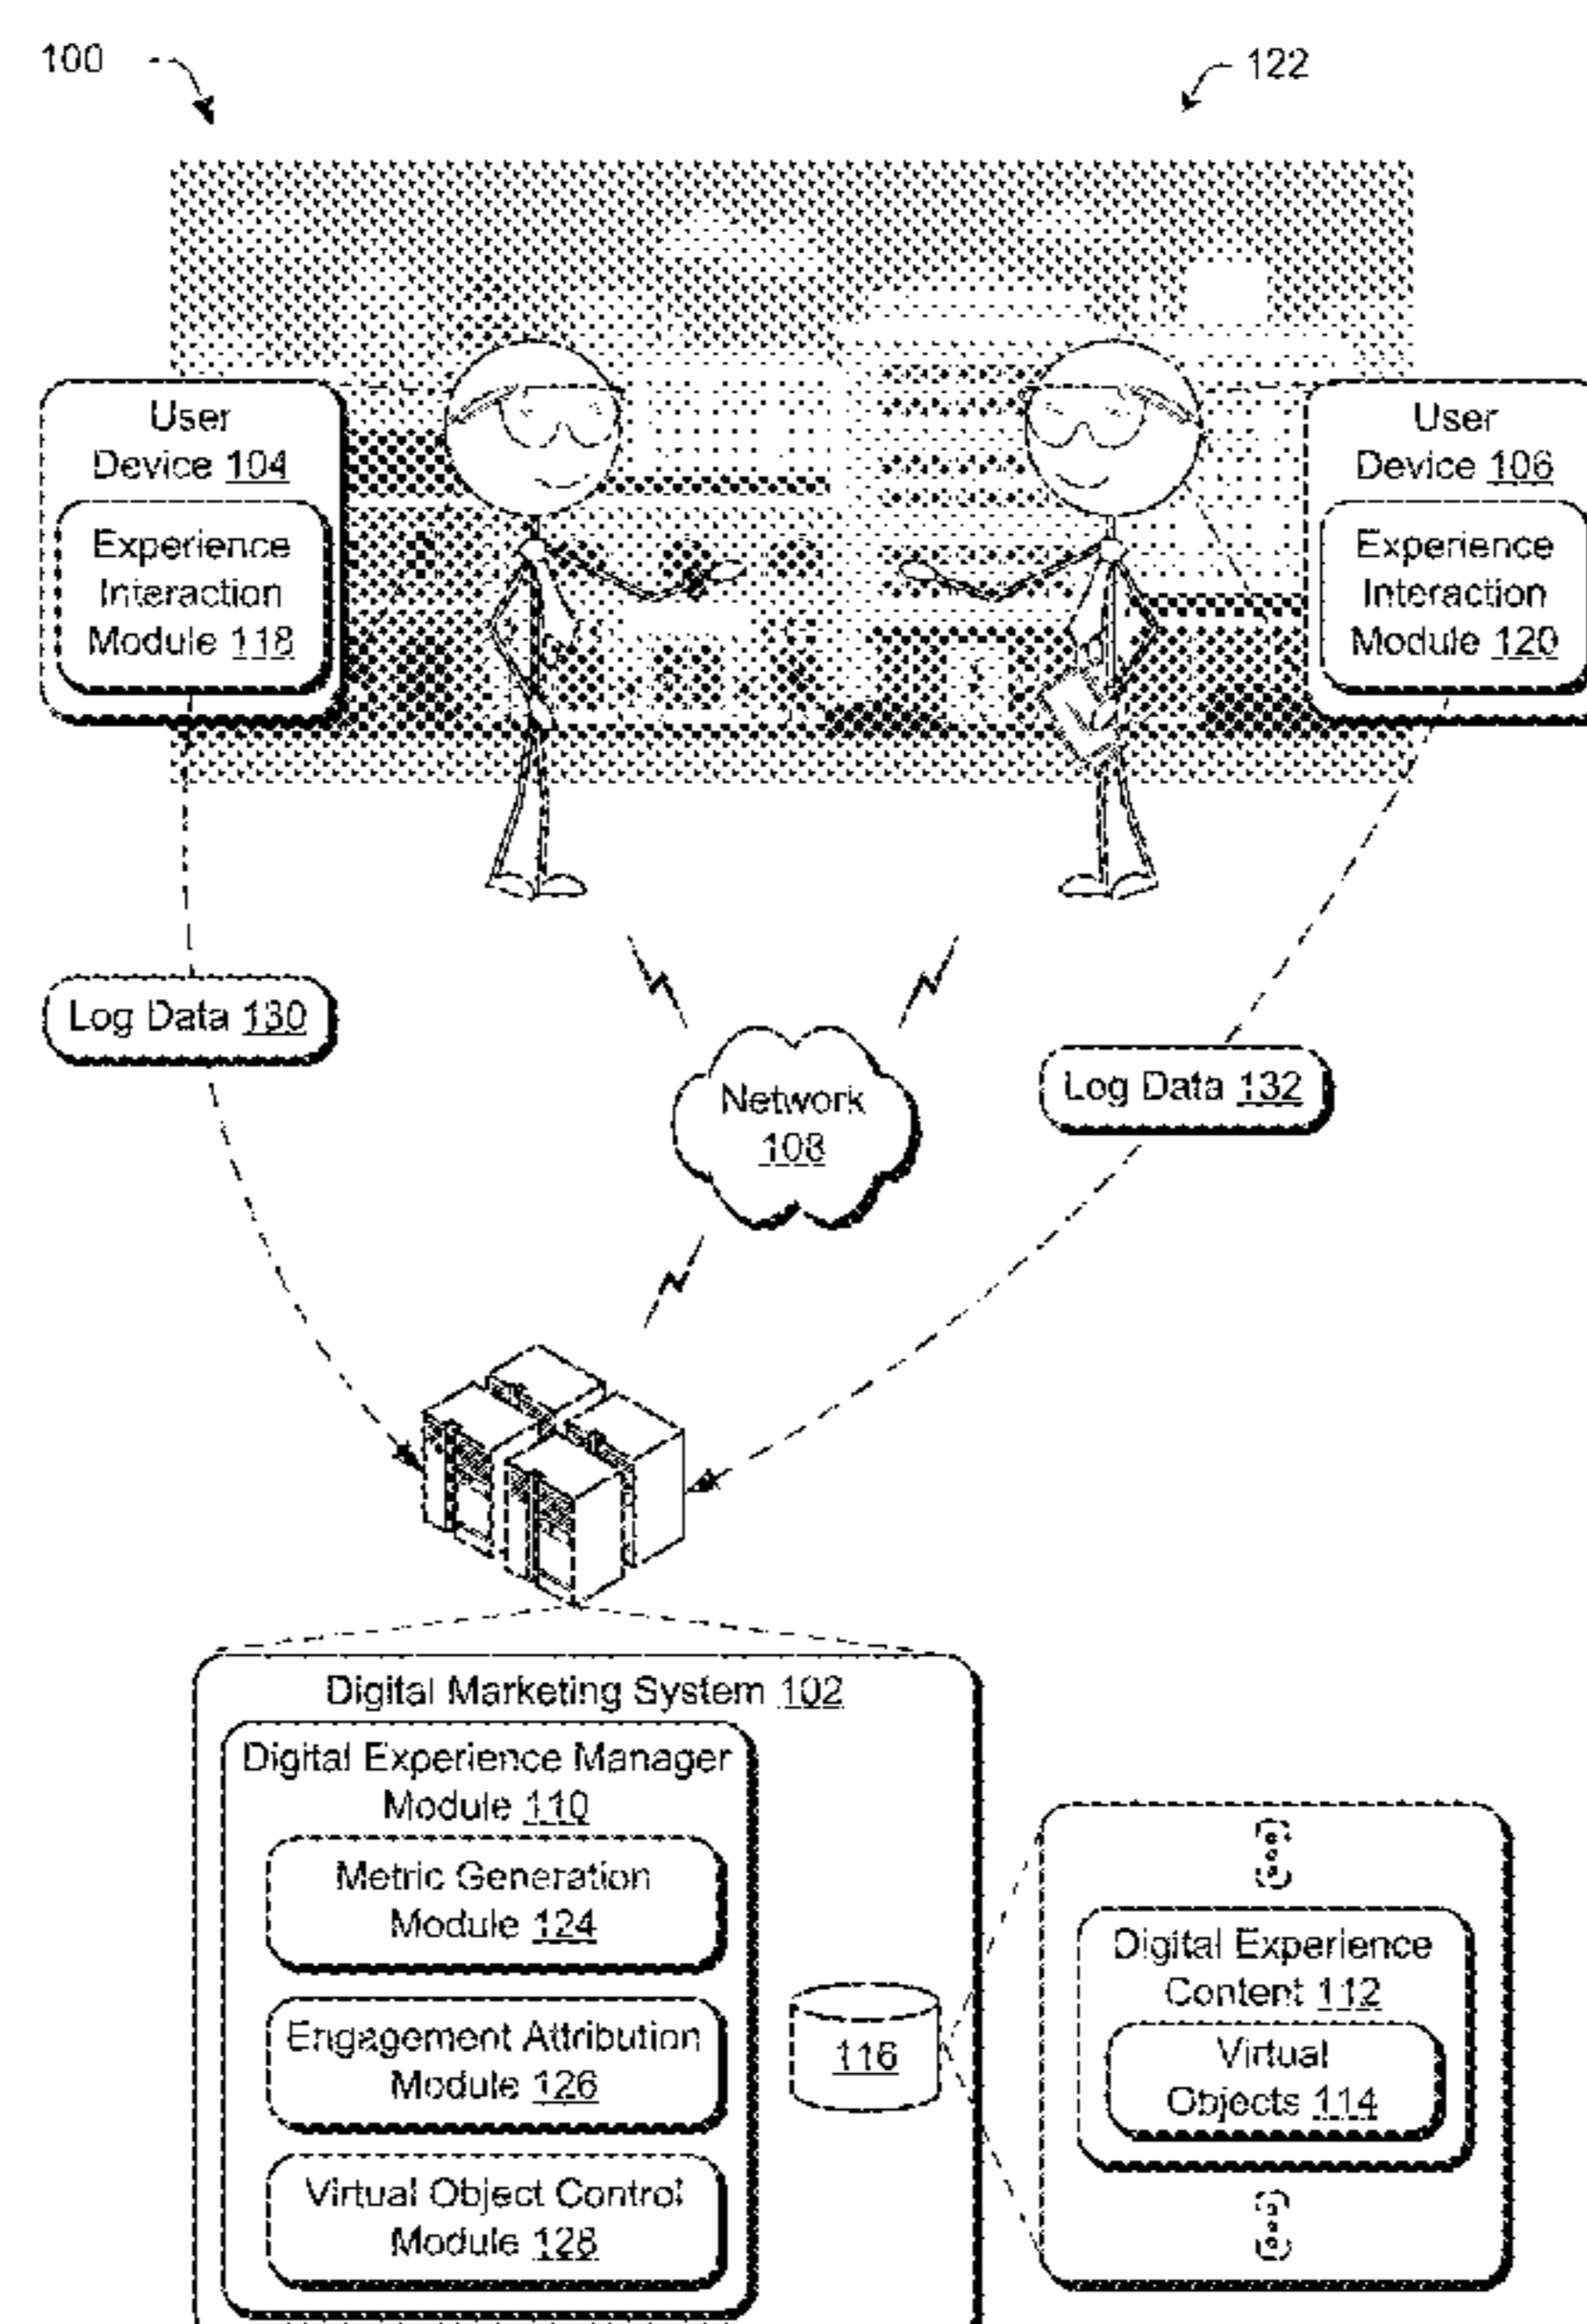 100
122
User
Device 104
Experience
Interaction
Module 118
User
Device 106
Experience
Interaction
Module 120
Log Data 130
Network
108
Log Data 132
Digital Marketing System 102
Digital Experience Manager
Module 110
Metric Generation
Module 124
Engagement Attribution
Module 126
Virtual Object Control
Module 128
116
Digital Experience
Content 112
Virtual
Objects 114